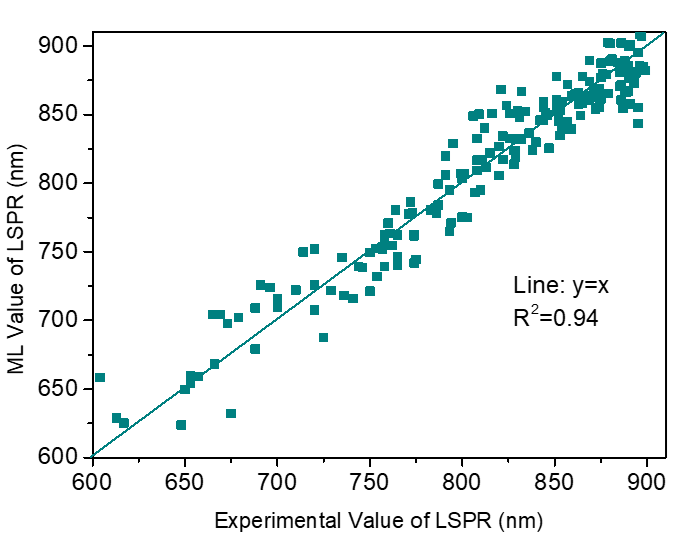 900
850
800
750
700
650
600
ML Value of LSPR (nm)
Line: y=x
R²=0.94
600 650 700 750 800 850 900
Experimental Value of LSPR (nm)